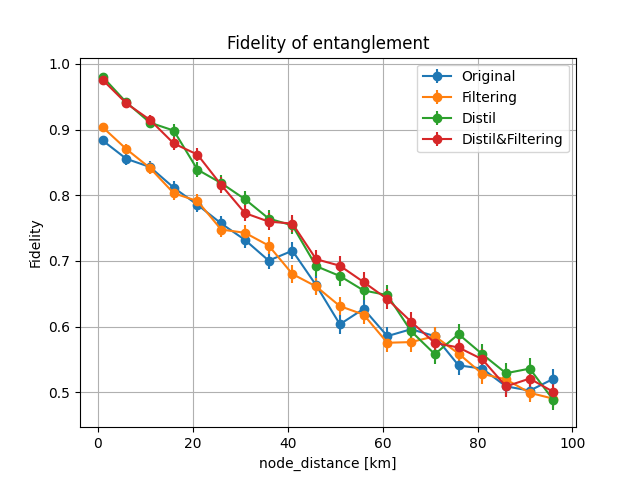 Fidelity of entanglement
Original
Filtering
Distil
Distil&Filtering
Fidelity
1.0
0.9
0.8
0.7
0.6
0.5
0
20
40
60
80
100
node_distance [km]